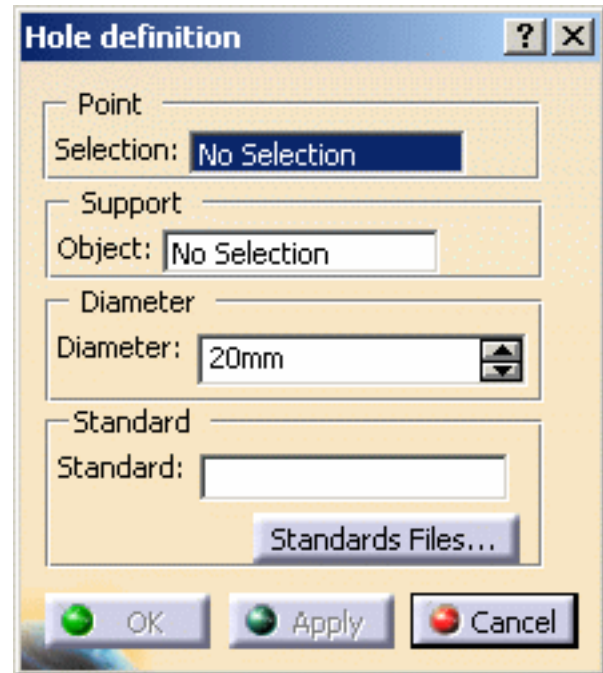 Hole definition
Point
Selection: No Selection
Support
Object: No Selection
Diameter
Diameter: 20mm
Standard
Standard:
Standards Files...
OK Apply Cancel